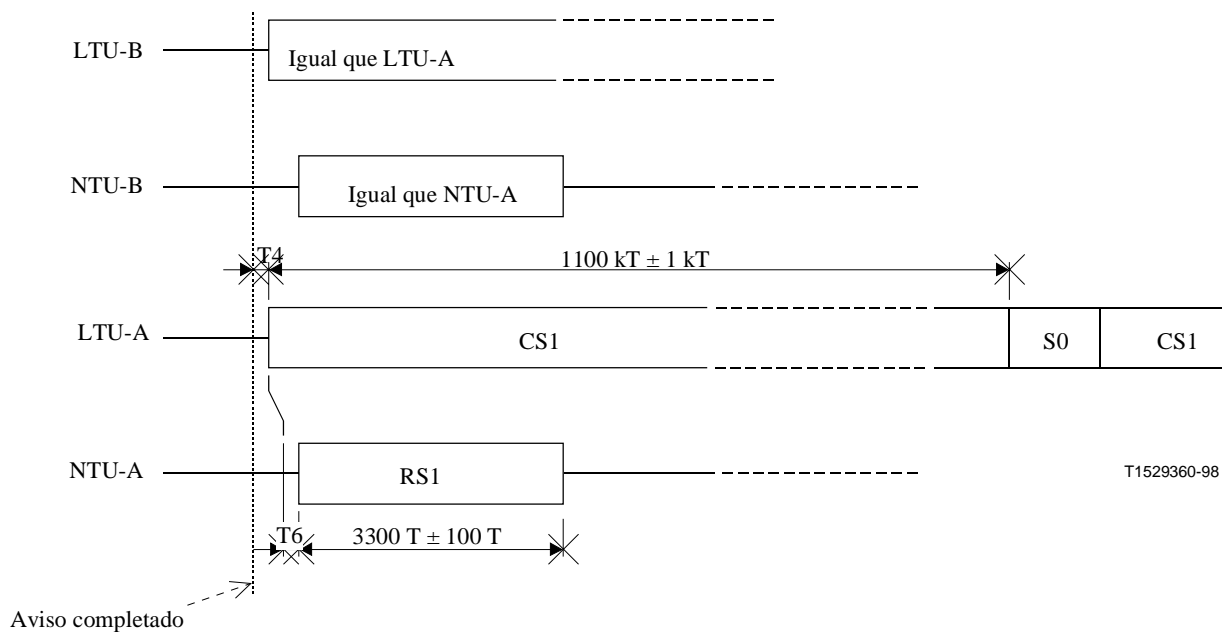 LTU-B
Igual que LTU-A
NTU-B
Igual que NTU-A
T4
1100 kT ± 1 kT
LTU-A
CS1
S0
CS1
NTU-A
RS1
T1529360-98
T6
3300 T ± 100 T
Aviso completado